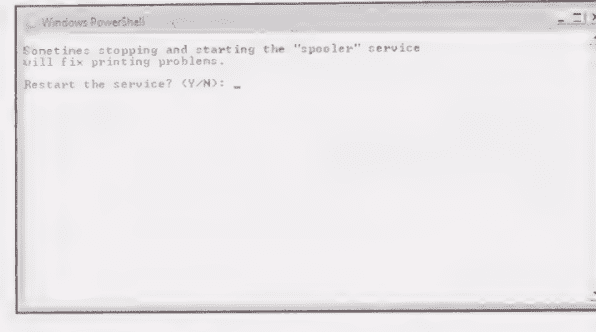 Windows PowerShell
Sometimes stopping and starting the "spooler" service
will fix printing problems.
Restart the service? (Y/N): _